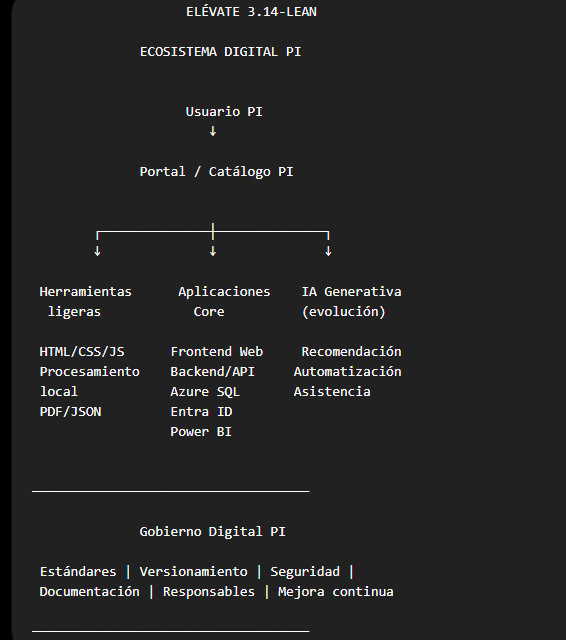 ELÉVATE 3.14-LEAN
ECOSISTEMA DIGITAL PI
Usuario PI
↓
Portal / Catálogo PI
↓ ↓ ↓
Herramientas Aplicaciones IA Generativa
ligeras Core (evolución)
HTML/CSS/JS Frontend Web Recomendación
Procesamiento Backend/API Automatización
local Azure SQL Asistencia
PDF/JSON Entra ID
Power BI
Gobierno Digital PI
Estándares | Versionamiento | Seguridad |
Documentación | Responsables | Mejora continua